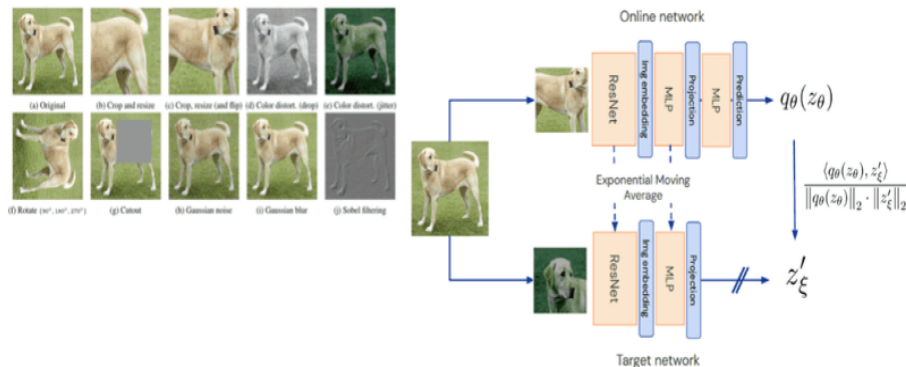 (a) Original
(b) Crop and resize
(c) Crop, resize (and flip)
(d) Color distort. (drop)
(e) Color distort. (jitter)
(f) Rotate {90°, 180°, 270°}
(g) Cutout
(h) Gaussian noise
(i) Gaussian blur
(j) Sobel filtering
Online network
ResNet
Img embedding
MLP
Projection
MLP
Prediction
qθ(zθ)
Exponential Moving
Average
⟨qθ(zθ), z′ξ⟩
‖qθ(zθ)‖₂ · ‖z′ξ‖₂
ResNet
Img embedding
MLP
Projection
z′ξ
Target network